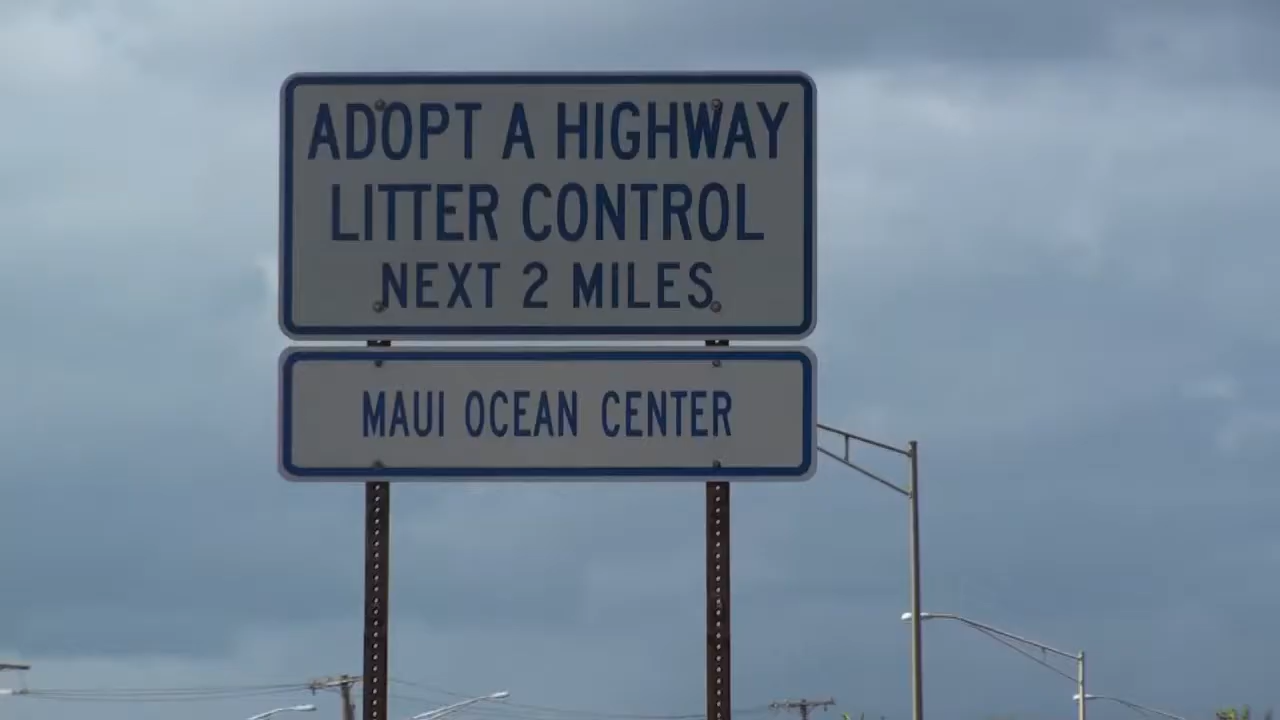 ADOPT A HIGHWAY
LITTER CONTROL
NEXT 2 MILES
MAUI OCEAN CENTER